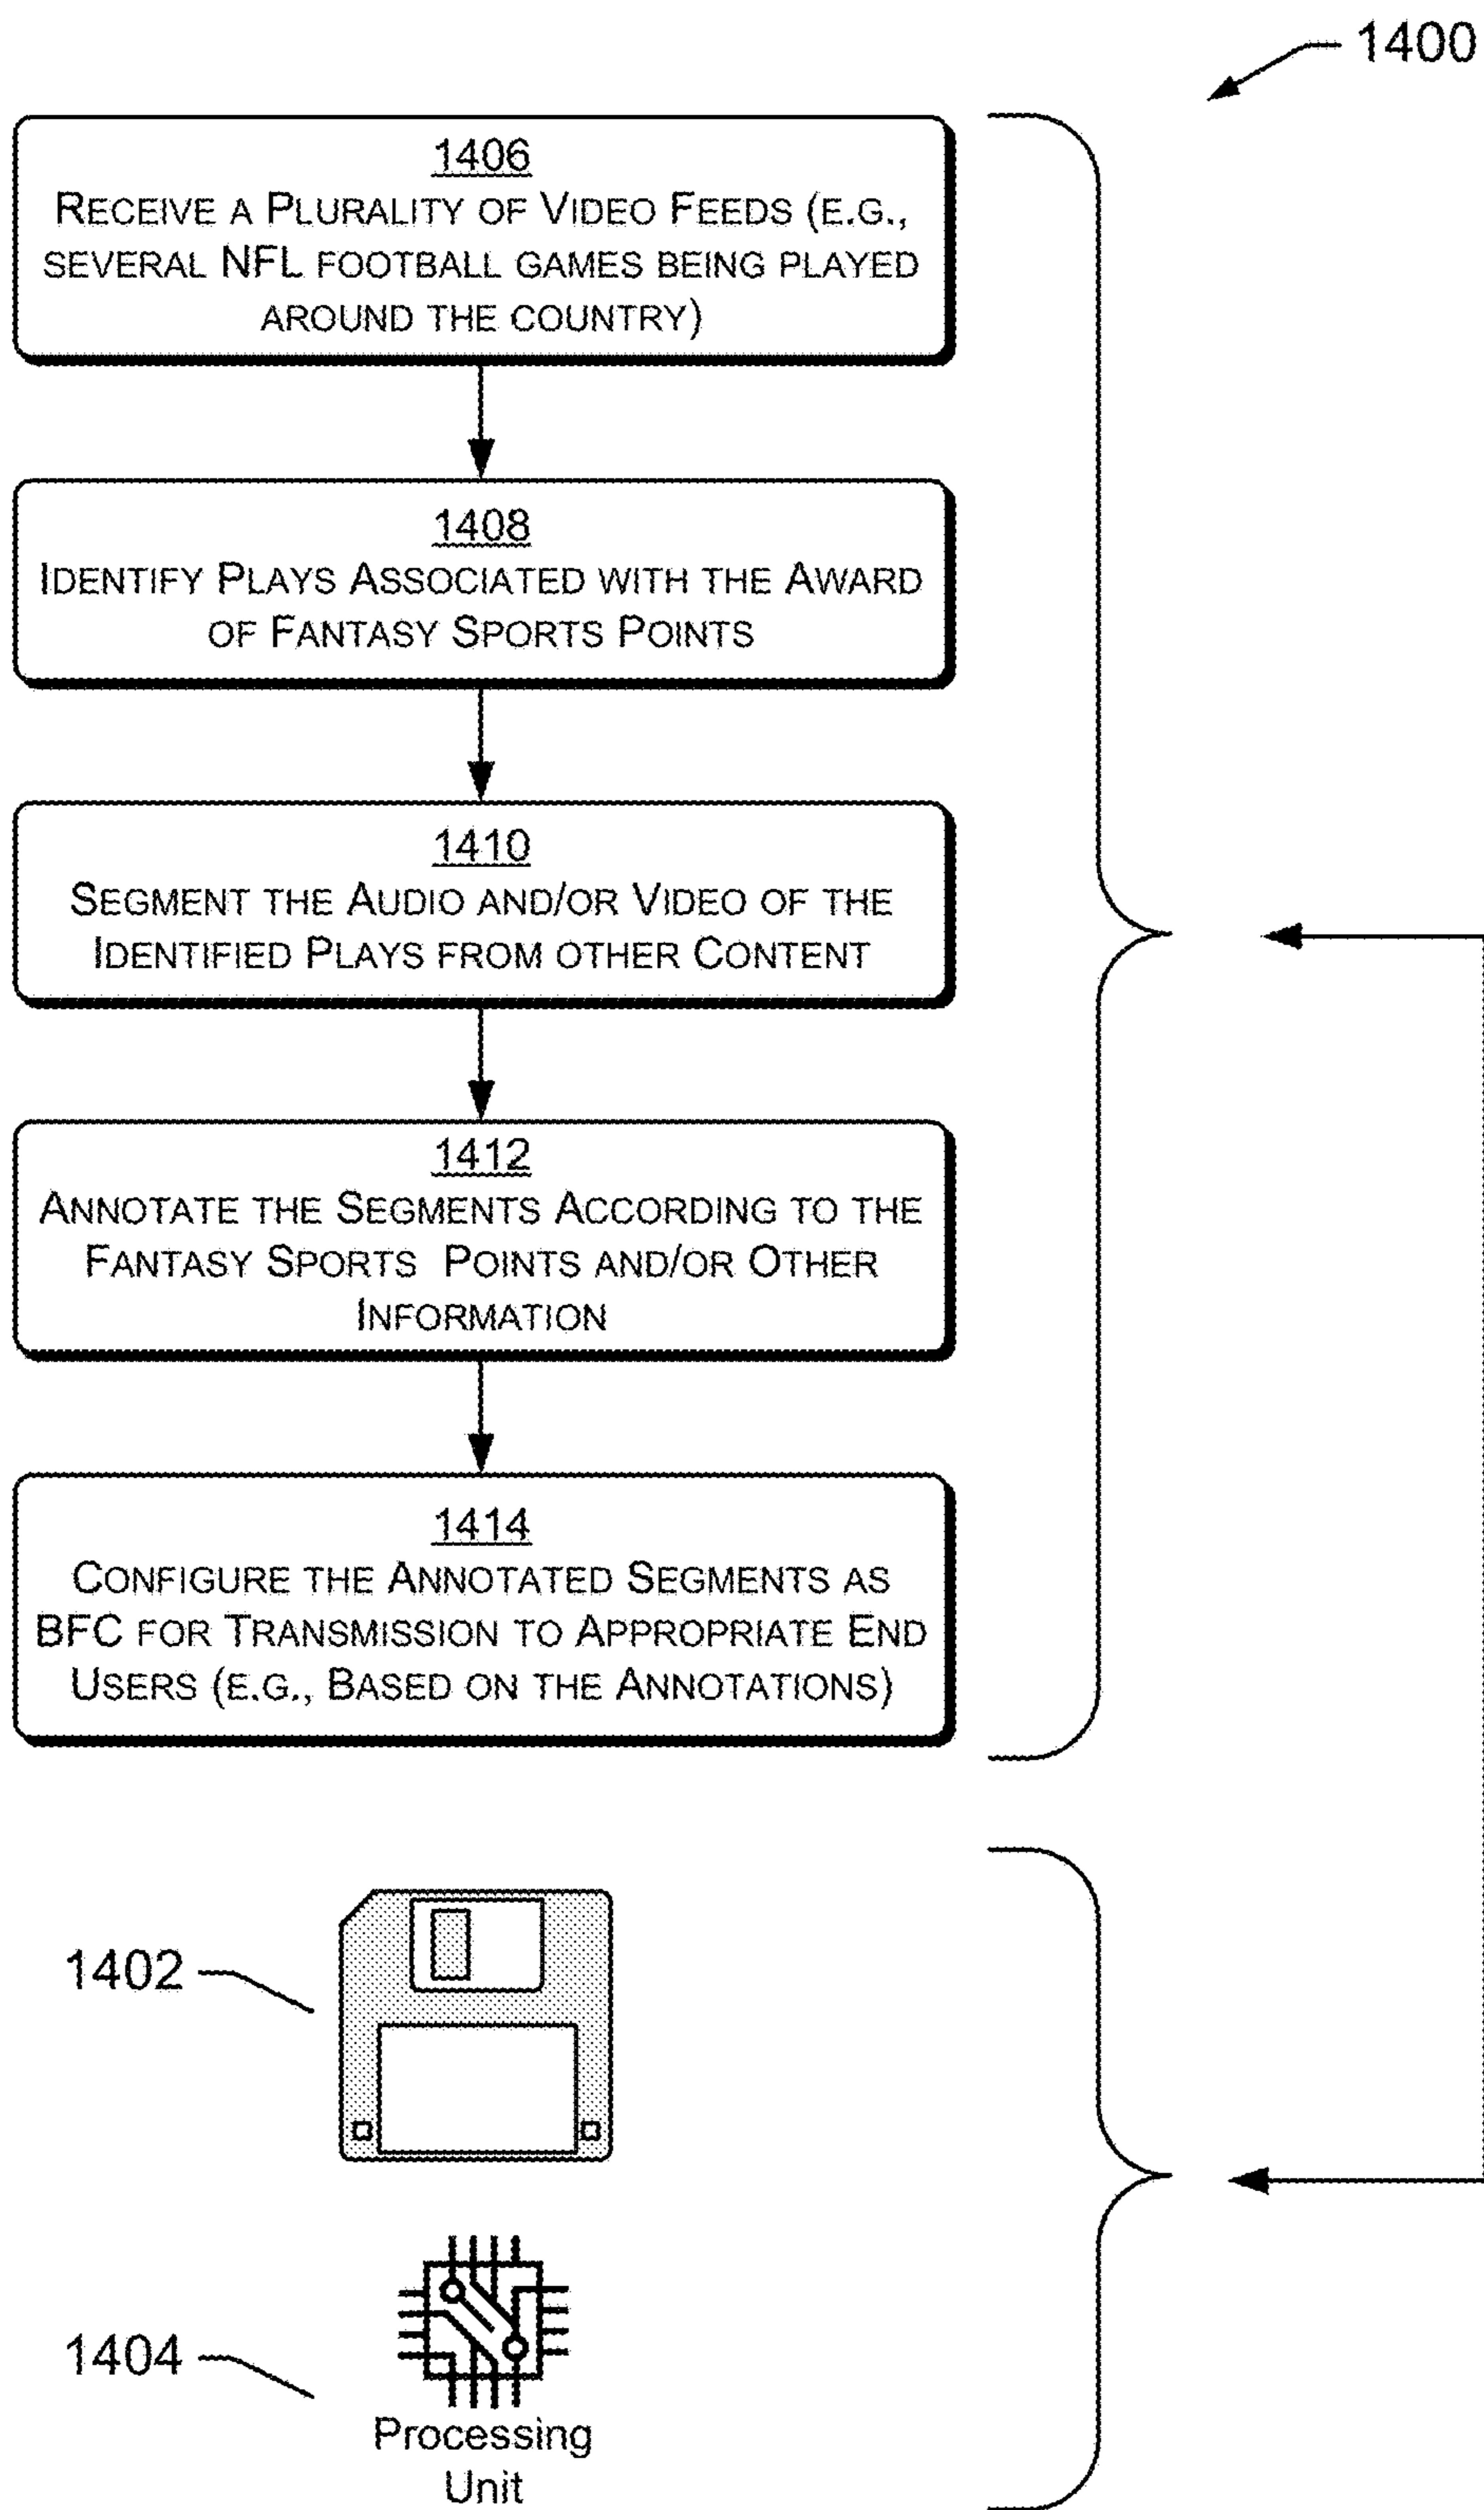 1400
1406
RECEIVE A PLURALITY OF VIDEO FEEDS (E.G.,
SEVERAL NFL FOOTBALL GAMES BEING PLAYED
AROUND THE COUNTRY)
1408
IDENTIFY PLAYS ASSOCIATED WITH THE AWARD
OF FANTASY SPORTS POINTS
1410
SEGMENT THE AUDIO AND/OR VIDEO OF THE
IDENTIFIED PLAYS FROM OTHER CONTENT
1412
ANNOTATE THE SEGMENTS ACCORDING TO THE
FANTASY SPORTS POINTS AND/OR OTHER
INFORMATION
1414
CONFIGURE THE ANNOTATED SEGMENTS AS
BFC FOR TRANSMISSION TO APPROPRIATE END
USERS (E.G., BASED ON THE ANNOTATIONS)
1402
1404
Processing
Unit